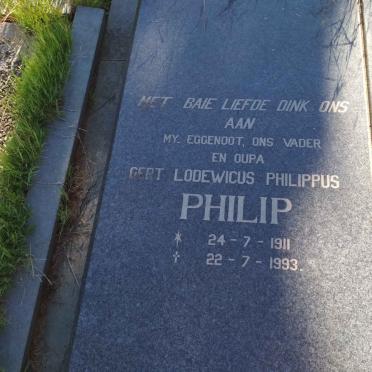 MET BAIE LIEFDE DINK ONS
AAN
MY EGGENOOT, ONS VADER
EN OUPA
GERT LODEWICUS PHILIPPUS
PHILIP
* 24 - 7 - 1911
† 22 - 7 - 1993.